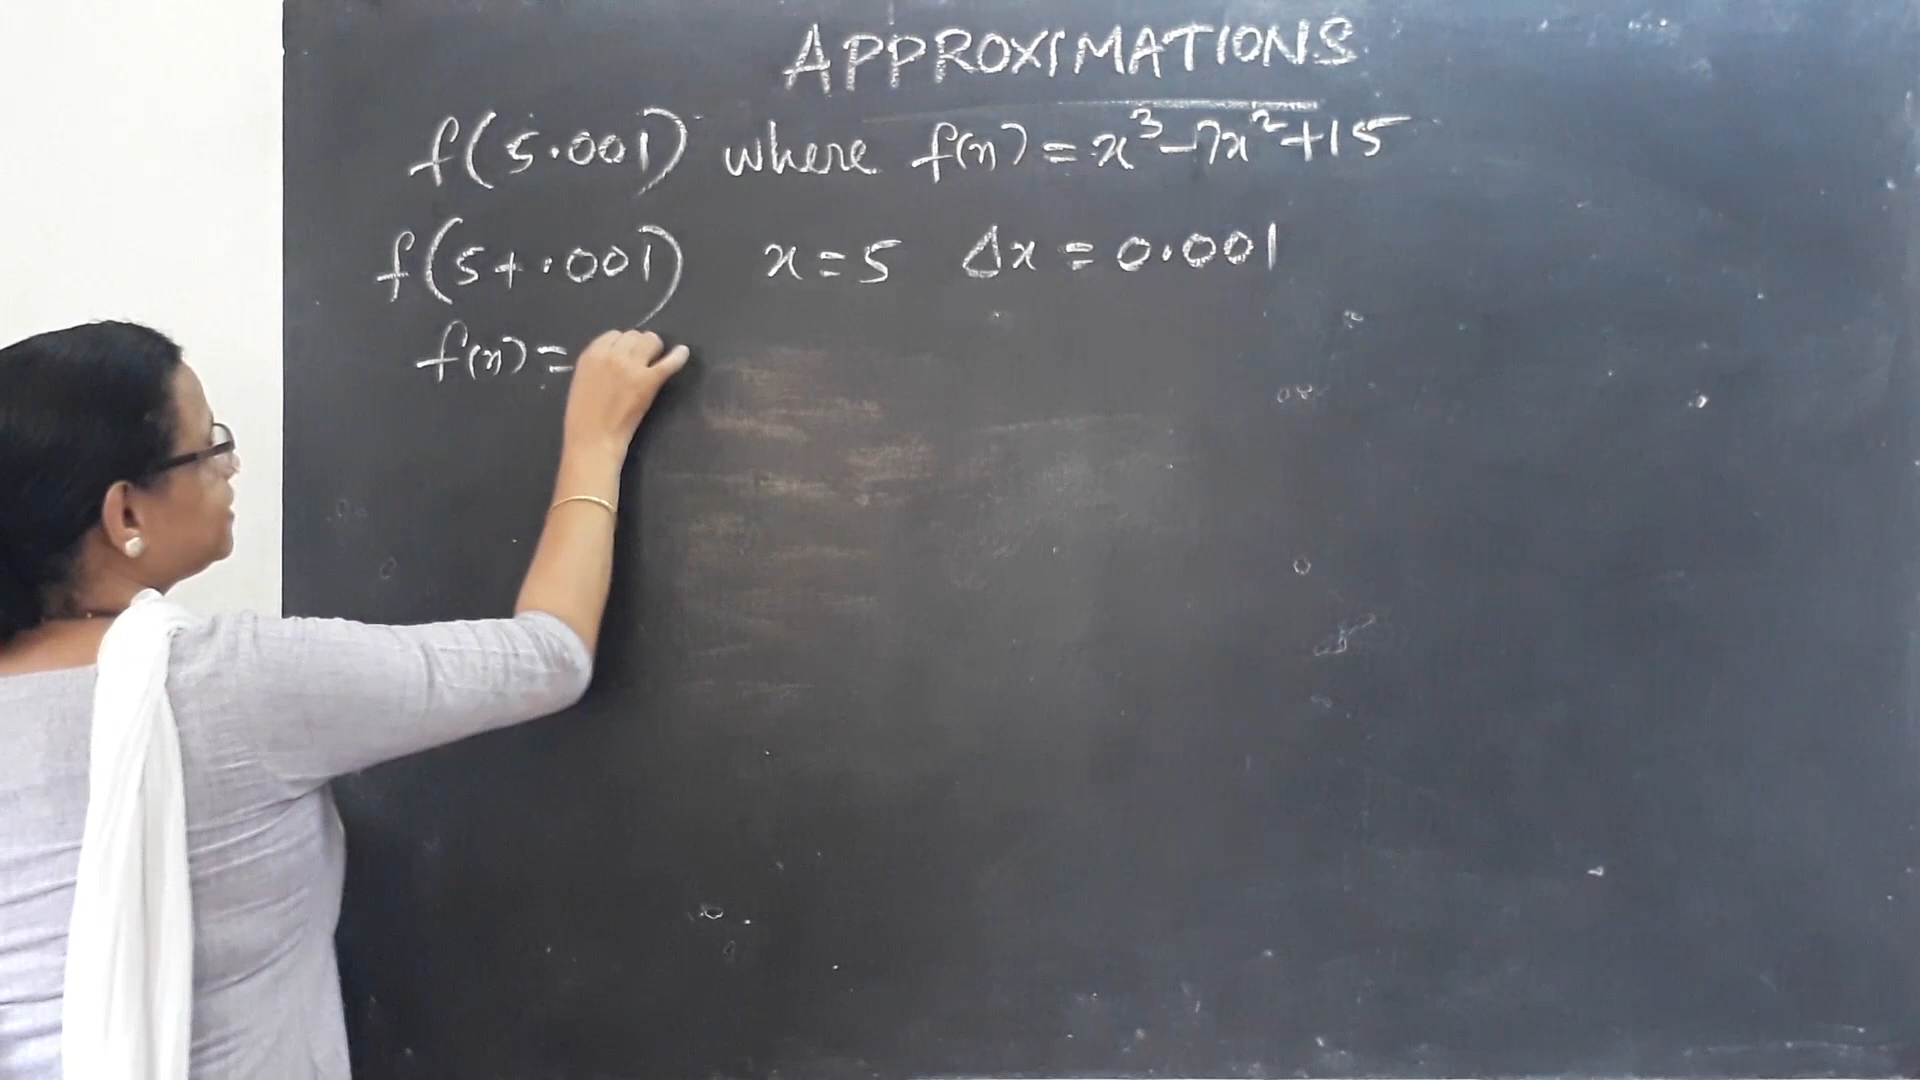 APPROXIMATIONS
f(5.001) where f(x) = x³-7x²+15
f(5+.001) x=5 Δx = 0.001
f(x) =